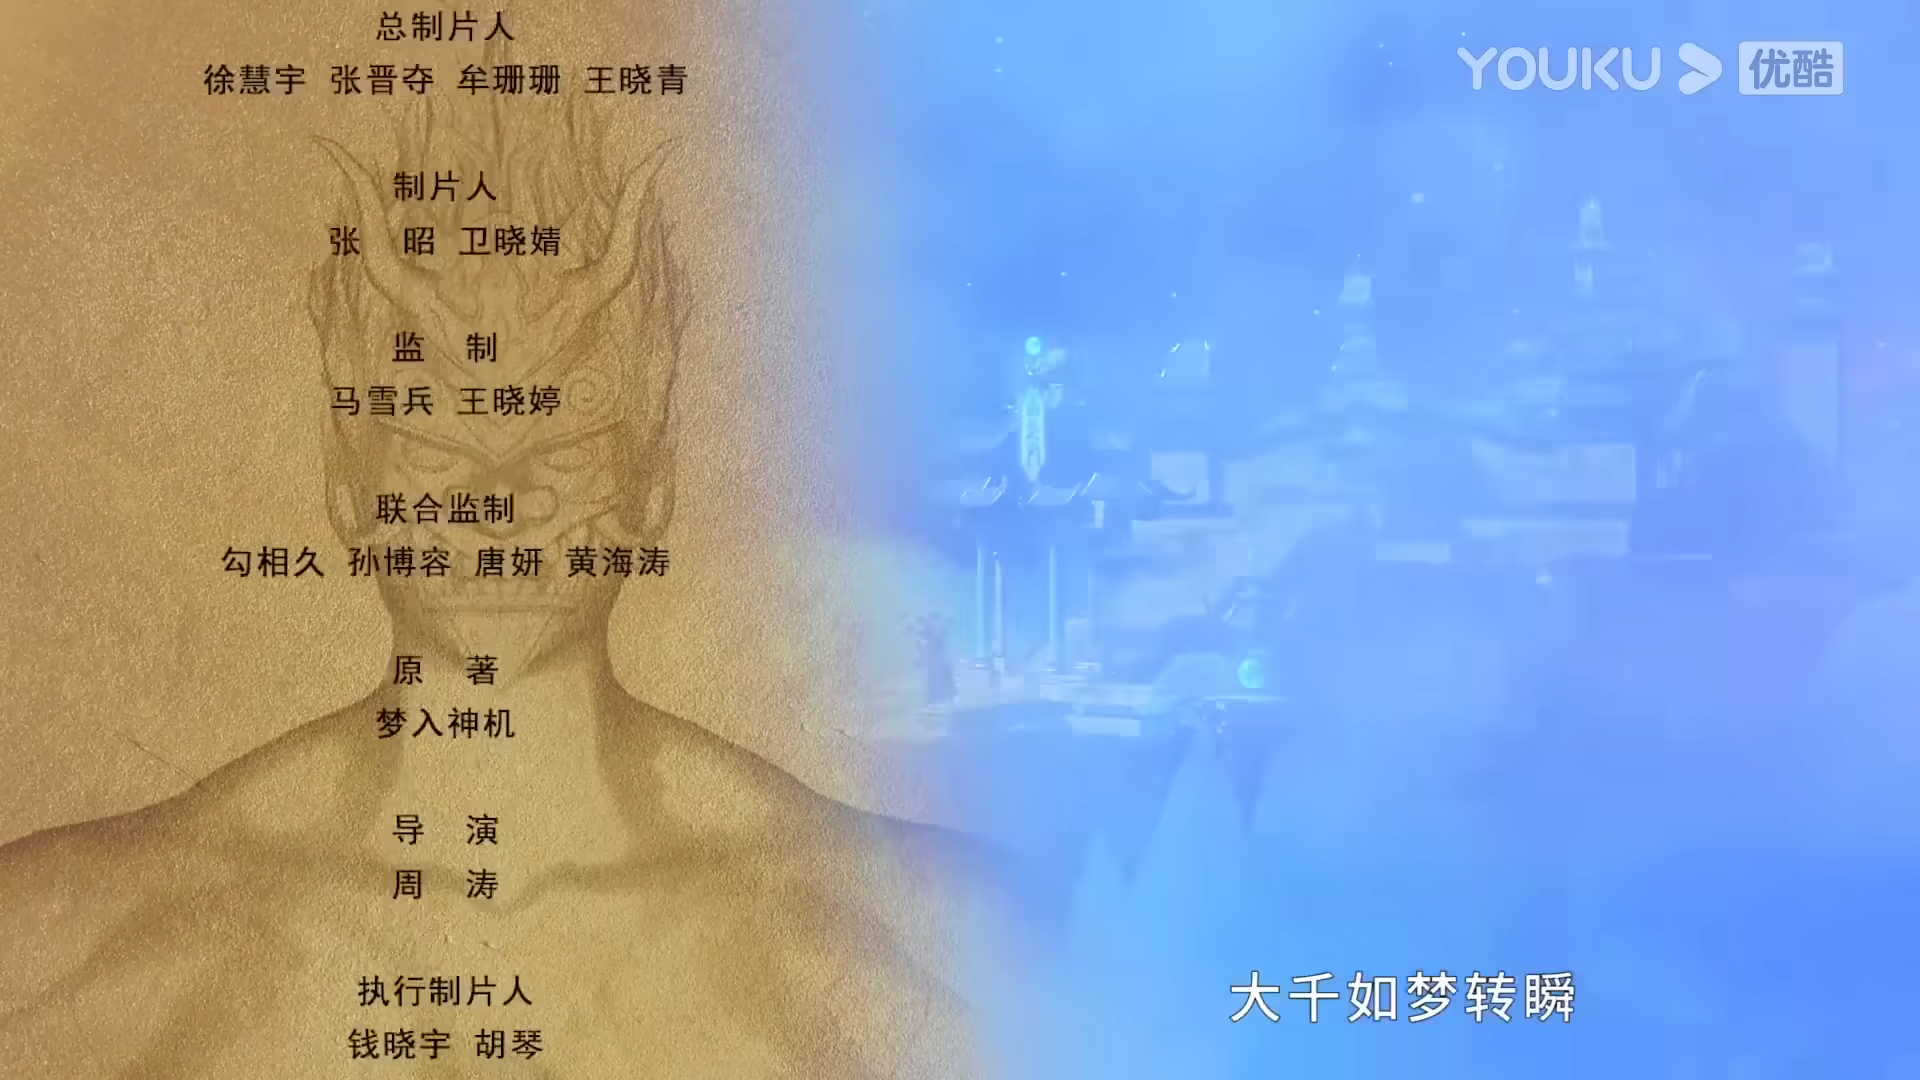 总制片人
徐慧宇 张晋夺 牟珊珊 王晓青
制片人
张 昭 卫晓婧
监 制
马雪兵 王晓婷
联合监制
勾相久 孙博容 唐妍 黄海涛
原 著
梦入神机
导 演
周 涛
执行制片人
钱晓宇 胡琴
YOUKU 优酷
大千如梦转瞬